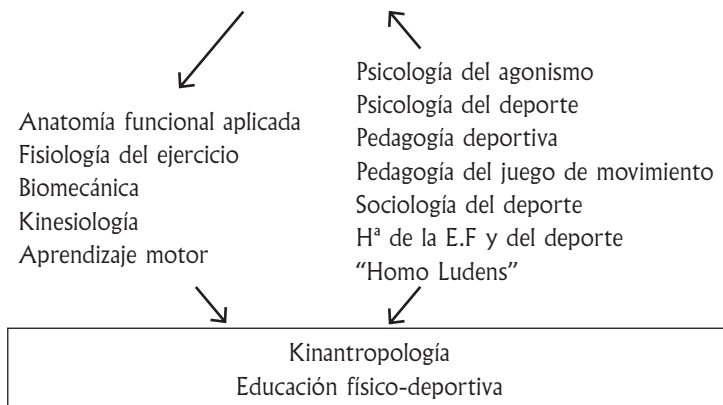 Anatomía funcional aplicada
Fisiología del ejercicio
Biomecánica
Kinesiología
Aprendizaje motor
Psicología del agonismo
Psicología del deporte
Pedagogía deportiva
Pedagogía del juego de movimiento
Sociología del deporte
Hª de la E.F y del deporte
“Homo Ludens”
Kinantropología
Educación físico-deportiva